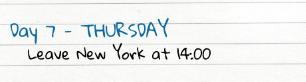 Day 7 - THURSDAY
Leave New York at 14:00